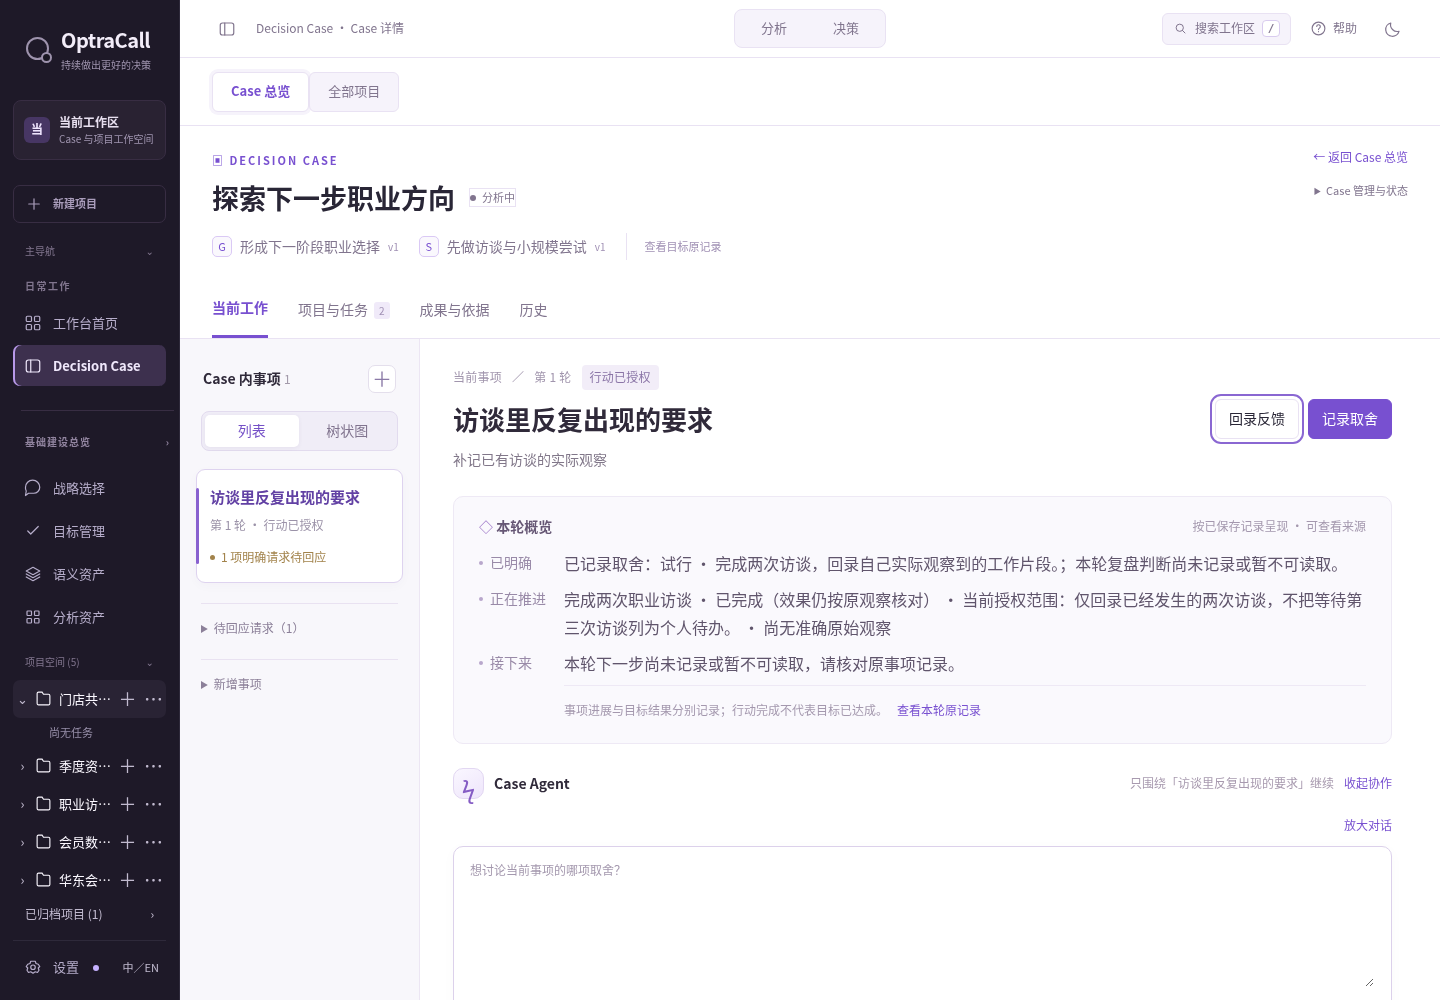 OptraCall
持续做出更好的决策
当
当前工作区
Case 与项目工作空间
新建项目
主导航
日常工作
工作台首页
Decision Case
基础建设总览
战略选择
目标管理
语义资产
分析资产
项目空间 (5)
门店共…
尚无任务
季度资…
职业访…
会员数…
华东会…
已归档项目 (1)
设置
中／EN
Decision Case · Case 详情
分析
决策
搜索工作区 /
帮助
Case 总览
全部项目
DECISION CASE
← 返回 Case 总览
探索下一步职业方向
分析中
▶ Case 管理与状态
G 形成下一阶段职业选择 v1
S 先做访谈与小规模尝试 v1
查看目标原记录
当前工作
项目与任务 2
成果与依据
历史
Case 内事项 1
列表
树状图
访谈里反复出现的要求
第 1 轮 · 行动已授权
1 项明确请求待回应
▶ 待回应请求（1）
▶ 新增事项
当前事项 ／ 第 1 轮 行动已授权
访谈里反复出现的要求
补记已有访谈的实际观察
回录反馈
记录取舍
◇ 本轮概览
按已保存记录呈现 · 可查看来源
已明确
已记录取舍：试行 · 完成两次访谈，回录自己实际观察到的工作片段。；本轮复盘判断尚未记录或暂不可读取。
正在推进
完成两次职业访谈 · 已完成（效果仍按原观察核对） · 当前授权范围：仅回录已经发生的两次访谈，不把等待第
三次访谈列为个人待办。 · 尚无准确原始观察
接下来
本轮下一步尚未记录或暂不可读取，请核对原事项记录。
事项进展与目标结果分别记录；行动完成不代表目标已达成。 查看本轮原记录
Case Agent
只围绕「访谈里反复出现的要求」继续 收起协作
放大对话
想讨论当前事项的哪项取舍？